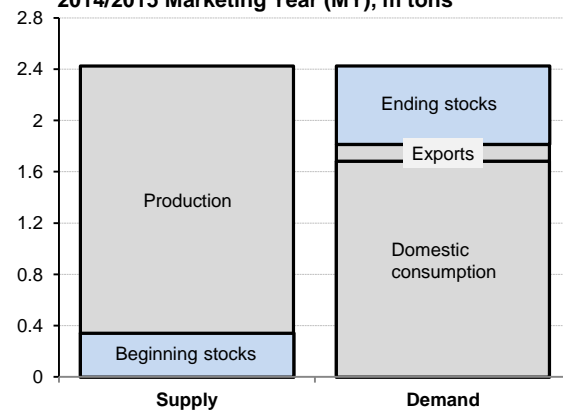 2014/2015 Marketing Year (MY), m tons
2.8
2.4
2
1.6
1.2
0.8
0.4
0
Production
Beginning stocks
Ending stocks
Exports
Domestic
consumption
Supply
Demand